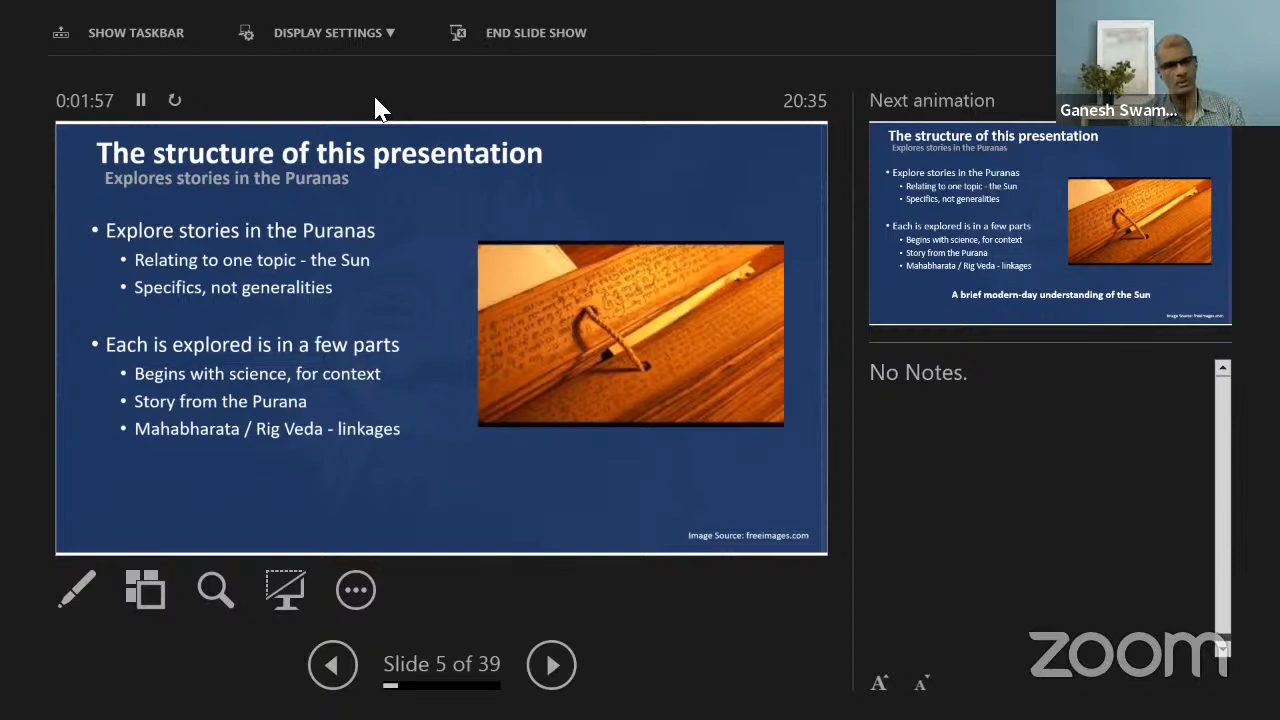 SHOW TASKBAR
DISPLAY SETTINGS ▼
END SLIDE SHOW
0:01:57
20:35
The structure of this presentation
Explores stories in the Puranas
• Explore stories in the Puranas
• Relating to one topic - the Sun
• Specifics, not generalities
• Each is explored is in a few parts
• Begins with science, for context
• Story from the Purana
• Mahabharata / Rig Veda - linkages
Image Source: freeimages.com
Slide 5 of 39
Next animation
Ganesh Swam...
The structure of this presentation
Explores stories in the Puranas
• Explore stories in the Puranas
• Relating to one topic - the Sun
• Specifics, not generalities
• Each is explored is in a few parts
• Begins with science, for context
• Story from the Purana
• Mahabharata / Rig Veda - linkages
A brief modern-day understanding of the Sun
Image Source: freeimages.com
No Notes.
A A
zoom